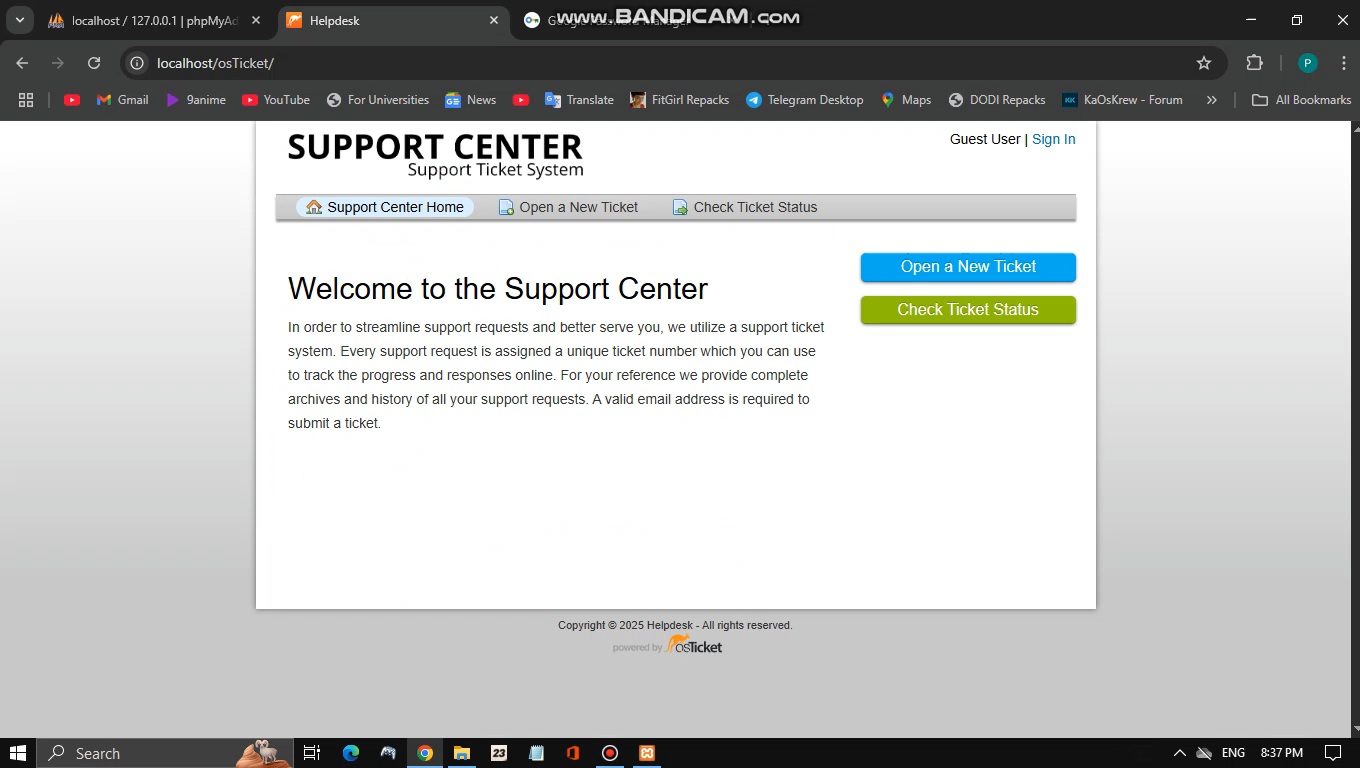 localhost / 127.0.0.1 | phpMyAd
Helpdesk
www.BANDICAM.com
localhost/osTicket/
P
Gmail
9anime
YouTube
For Universities
News
Translate
FitGirl Repacks
Telegram Desktop
Maps
DODI Repacks
KaOsKrew - Forum
»
All Bookmarks
SUPPORT CENTER
Support Ticket System
Guest User | Sign In
Support Center Home
Open a New Ticket
Check Ticket Status
Open a New Ticket
Check Ticket Status
Welcome to the Support Center
In order to streamline support requests and better serve you, we utilize a support ticket
system. Every support request is assigned a unique ticket number which you can use
to track the progress and responses online. For your reference we provide complete
archives and history of all your support requests. A valid email address is required to
submit a ticket.
Copyright © 2025 Helpdesk - All rights reserved.
powered by osTicket
Search
23
ENG
8:37 PM